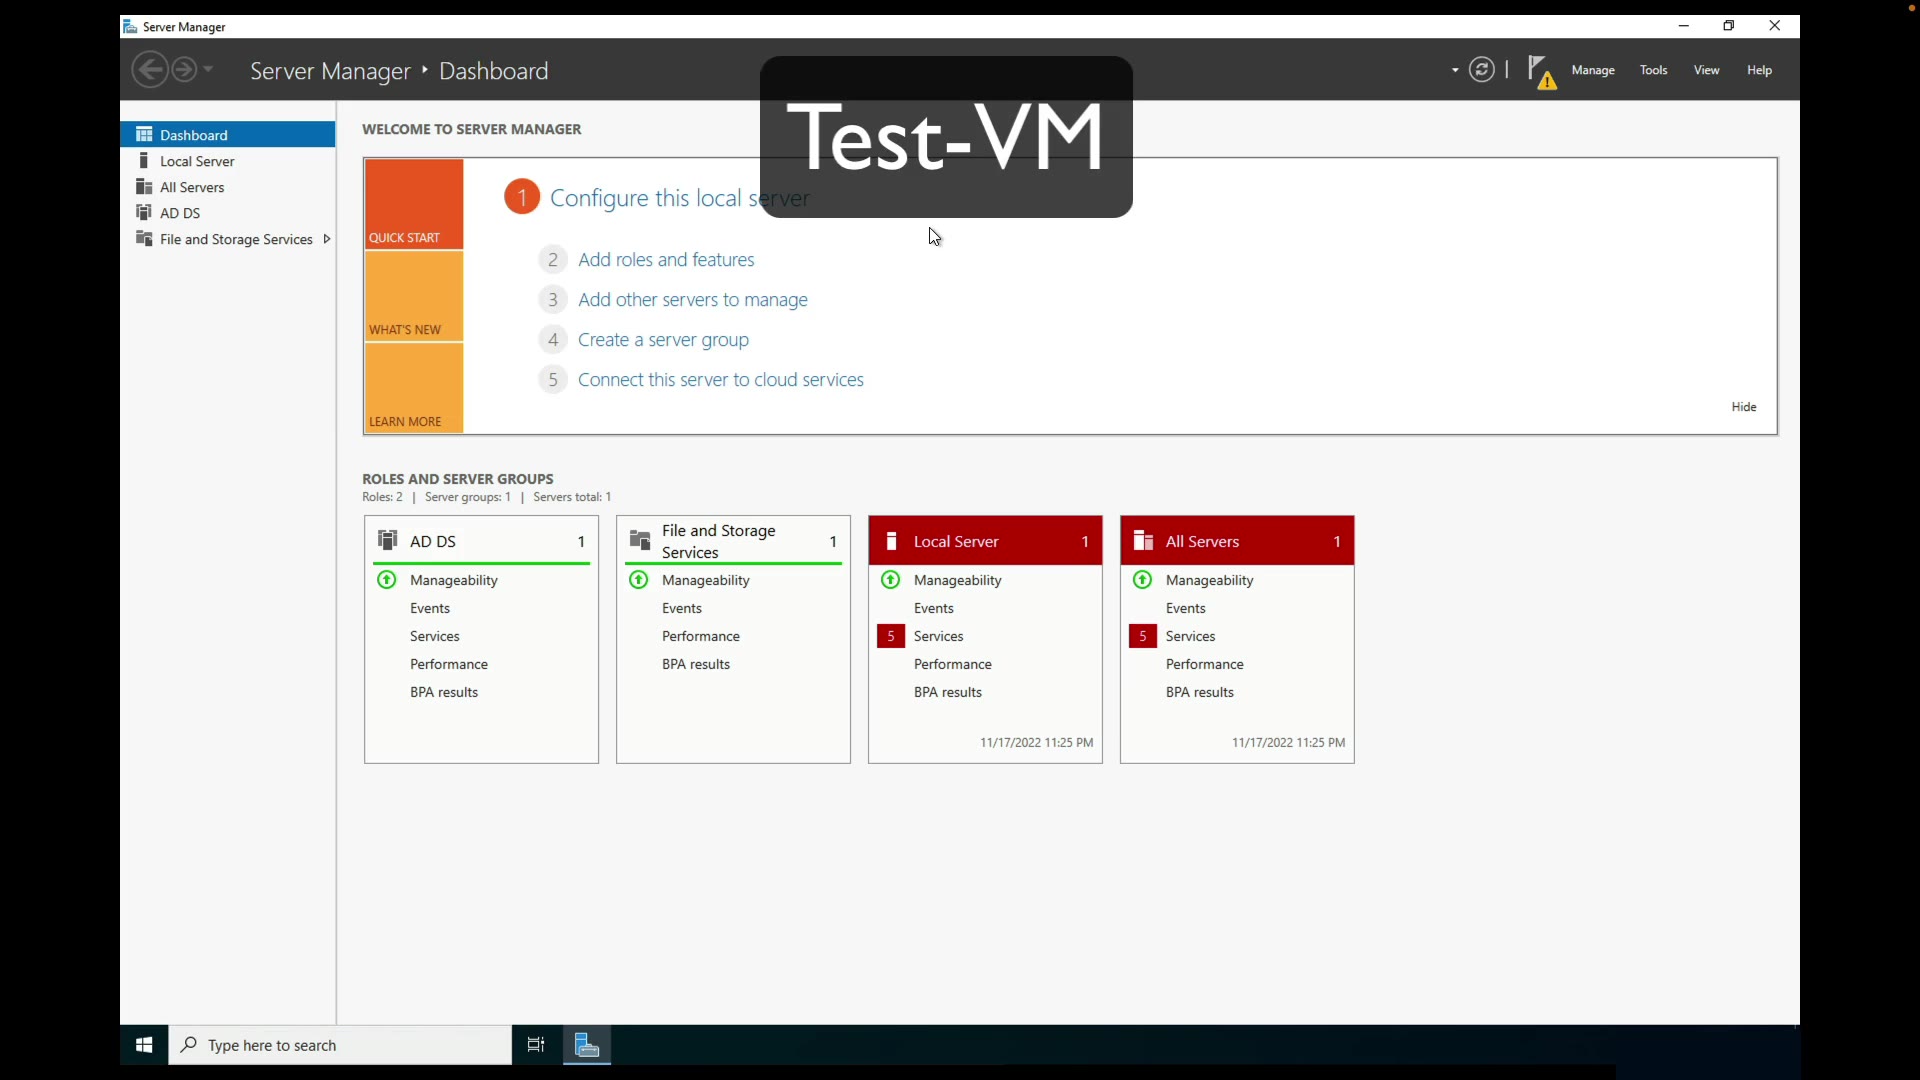 Server Manager
Server Manager Dashboard
Manage Tools View Help
Test-VM
Dashboard
Local Server
All Servers
AD DS
File and Storage Services
WELCOME TO SERVER MANAGER
QUICK START
WHAT'S NEW
LEARN MORE
1 Configure this local server
2 Add roles and features
3 Add other servers to manage
4 Create a server group
5 Connect this server to cloud services
Hide
ROLES AND SERVER GROUPS
Roles: 2 | Server groups: 1 | Servers total: 1
AD DS 1
Manageability
Events
Services
Performance
BPA results
File and Storage
Services 1
Manageability
Events
Performance
BPA results
Local Server 1
Manageability
Events
5 Services
Performance
BPA results
11/17/2022 11:25 PM
All Servers 1
Manageability
Events
5 Services
Performance
BPA results
11/17/2022 11:25 PM
Type here to search